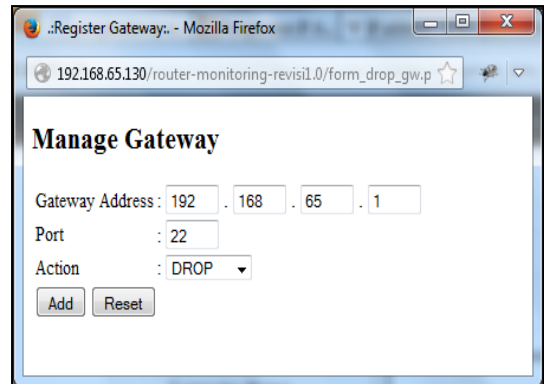 .:Register Gateway:. - Mozilla Firefox
192.168.65.130/router-monitoring-revisi1.0/form_drop_gw.p
Manage Gateway
Gateway Address : 192 . 168 . 65 . 1
Port : 22
Action : DROP
Add Reset